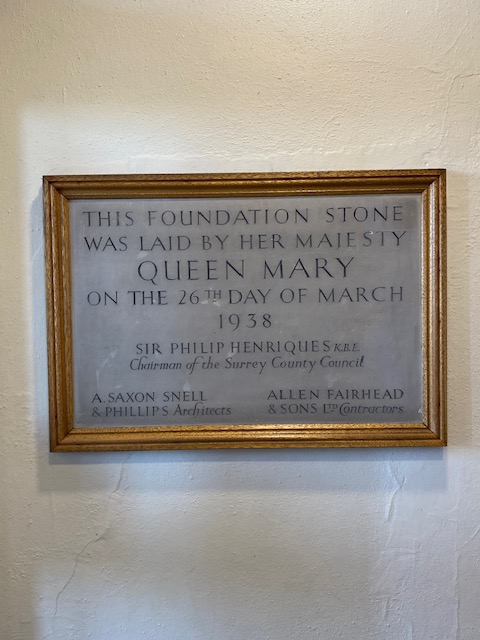 THIS FOUNDATION STONE
WAS LAID BY HER MAJESTY
QUEEN MARY
ON THE 26TH DAY OF MARCH
1938
SIR PHILIP HENRIQUES K.B.E.
Chairman of the Surrey County Council
A. SAXON SNELL
& PHILLIPS Architects
ALLEN FAIRHEAD
& SONS LTD Contractors